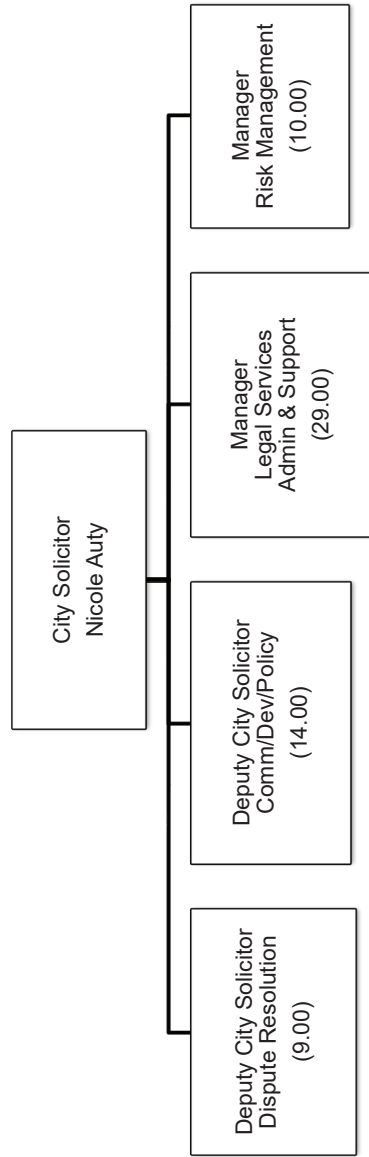 City Solicitor
Nicole Auty
Deputy City Solicitor
Dispute Resolution
(9.00)
Deputy City Solicitor
Comm/Dev/Policy
(14.00)
Manager
Legal Services
Admin & Support
(29.00)
Manager
Risk Management
(10.00)